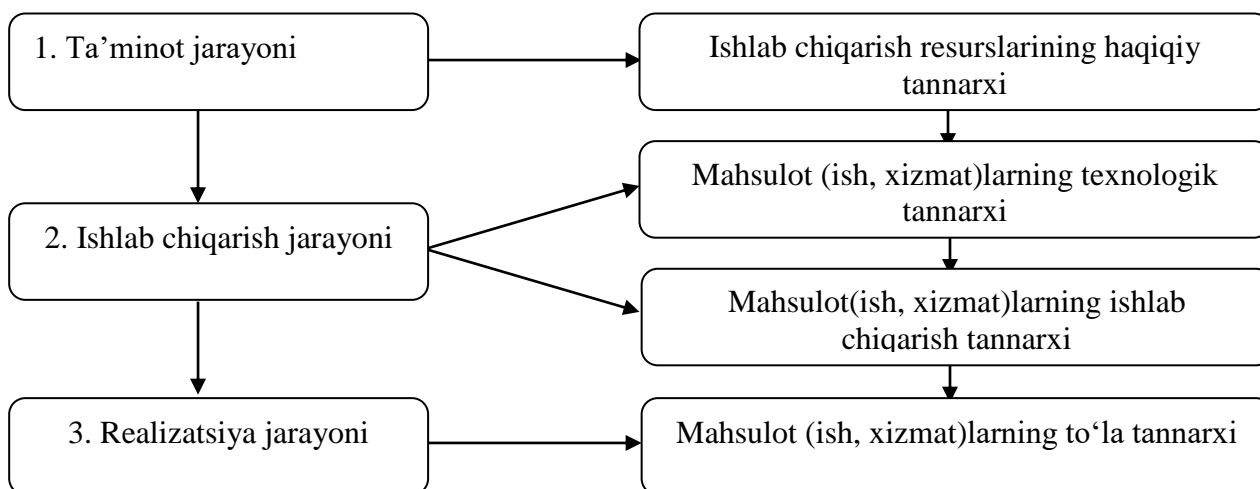 1. Ta’minot jarayoni
Ishlab chiqarish resurslarining haqiqiy
tannarxi
Mahsulot (ish, xizmat)larning texnologik
tannarxi
2. Ishlab chiqarish jarayoni
Mahsulot(ish, xizmat)larning ishlab
chiqarish tannarxi
3. Realizatsiya jarayoni
Mahsulot (ish, xizmat)larning to‘la tannarxi